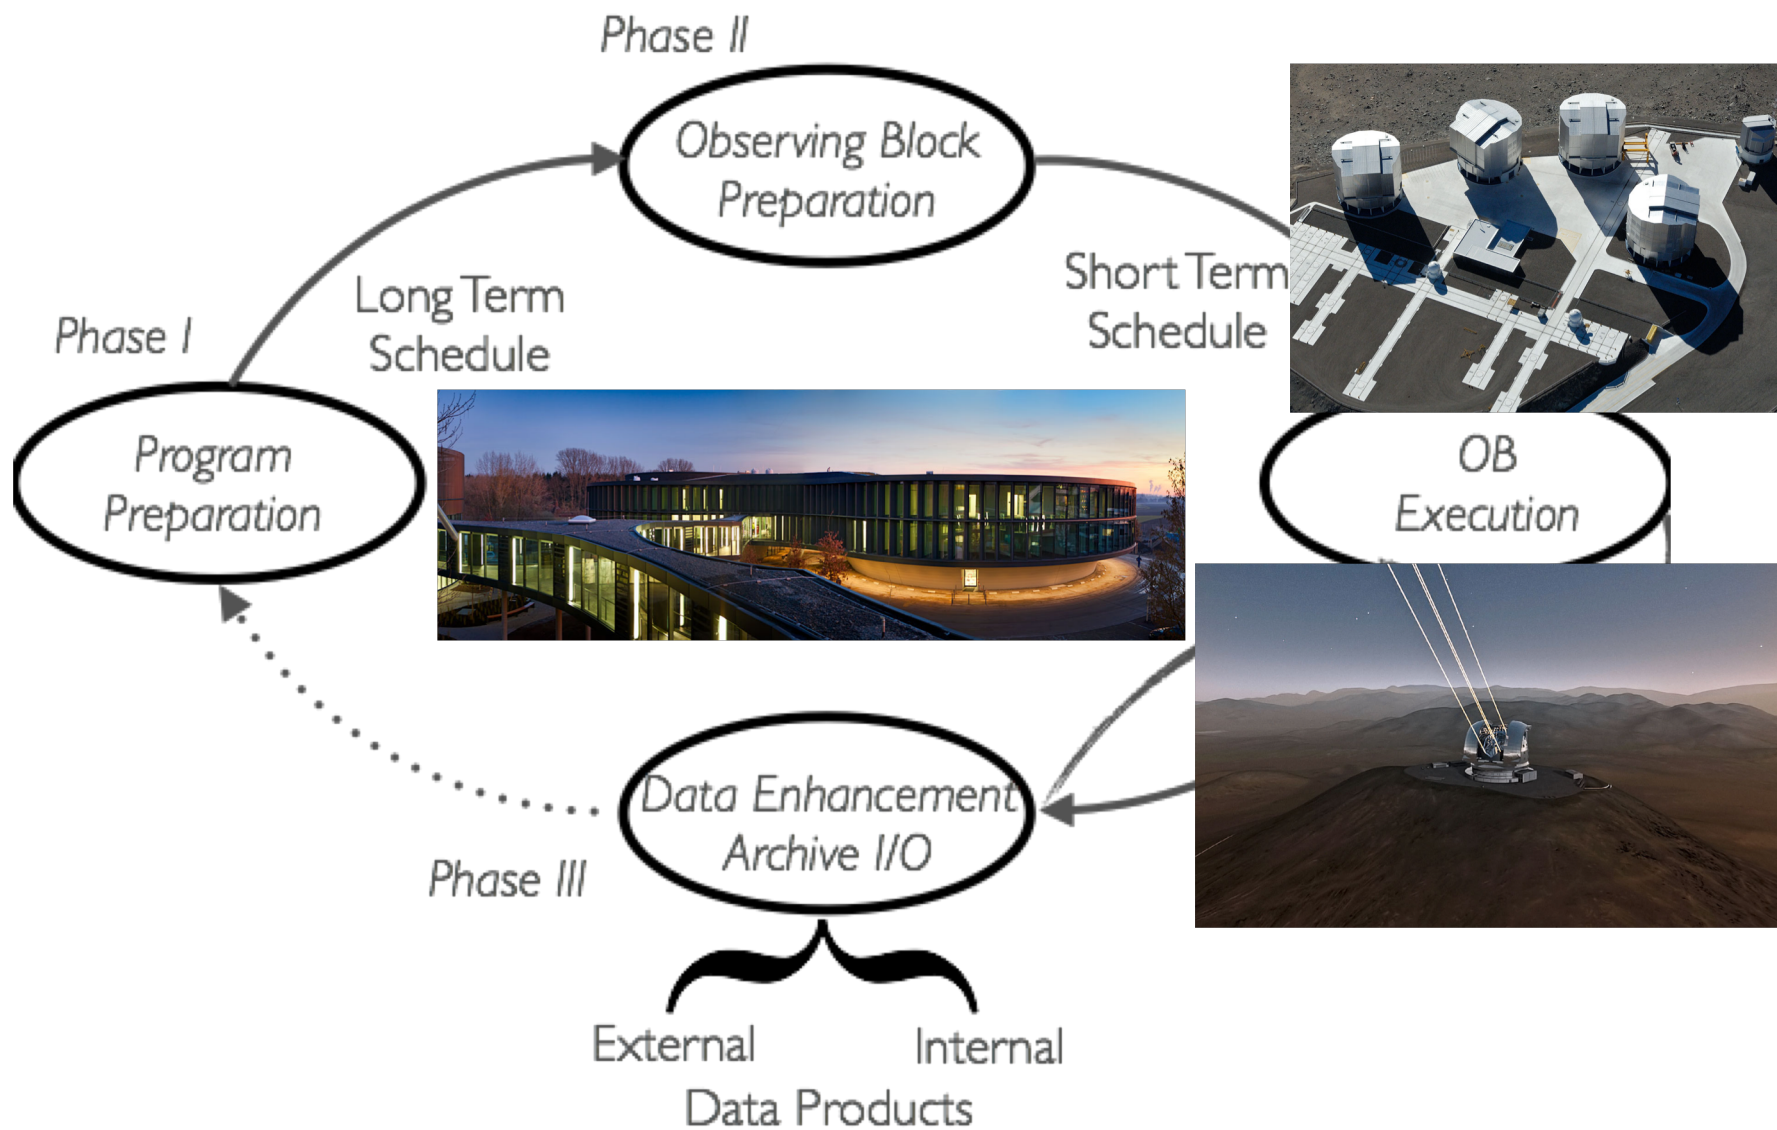 Phase II
Observing Block
Preparation
Long Term
Schedule
Short Term
Schedule
Phase I
Program
Preparation
OB
Execution
Data Enhancement
Archive I/O
Phase III
External
Internal
Data Products